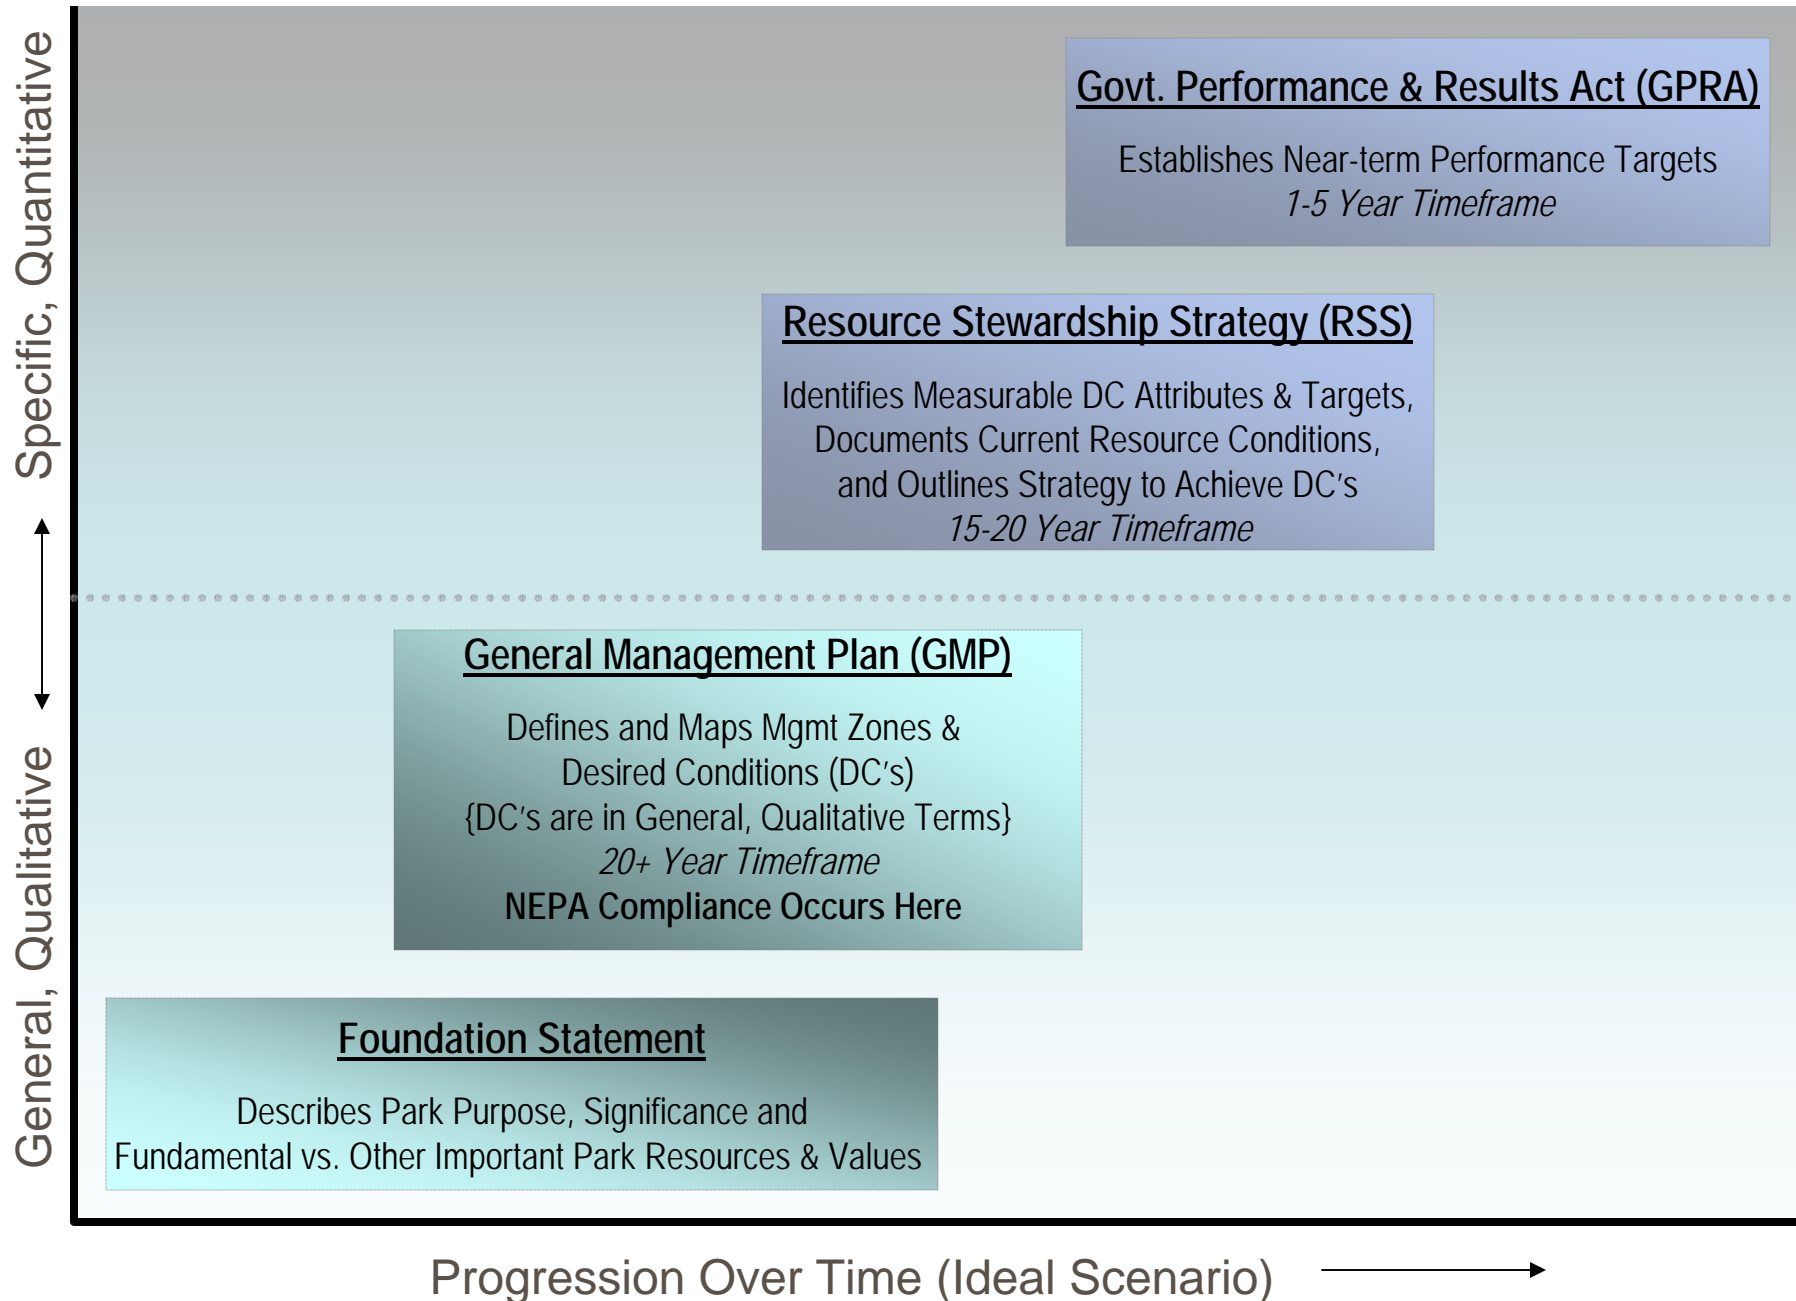 Specific, Quantitative
General, Qualitative
Govt. Performance & Results Act (GPRA)
Establishes Near-term Performance Targets
1-5 Year Timeframe
Resource Stewardship Strategy (RSS)
Identifies Measurable DC Attributes & Targets,
Documents Current Resource Conditions,
and Outlines Strategy to Achieve DC's
15-20 Year Timeframe
General Management Plan (GMP)
Defines and Maps Mgmt Zones &
Desired Conditions (DC's)
{DC's are in General, Qualitative Terms}
20+ Year Timeframe
NEPA Compliance Occurs Here
Foundation Statement
Describes Park Purpose, Significance and
Fundamental vs. Other Important Park Resources & Values
Progression Over Time (Ideal Scenario)